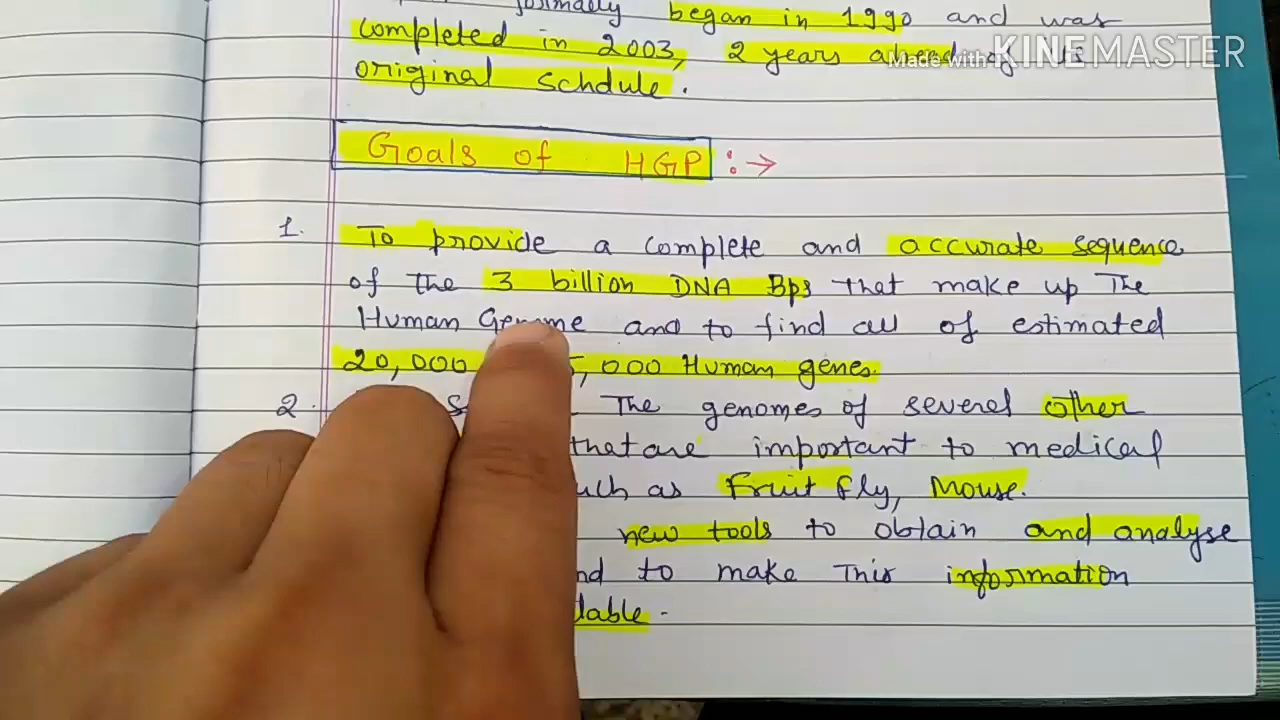 formally began in 1990 and was
completed in 2003, 2 years ahead of its
Made with KINEMASTER
original schdule.
Goals of HGP :→
1. To provide a complete and accurate sequence
of the 3 billion DNA Bps that make up The
Human Genome and to find all of estimated
20,000 5,000 Human genes.
2. The genomes of several other
that are important to medical
uch as Fruit fly, Mouse.
new tools to obtain and analyse
nd to make This information
lable.